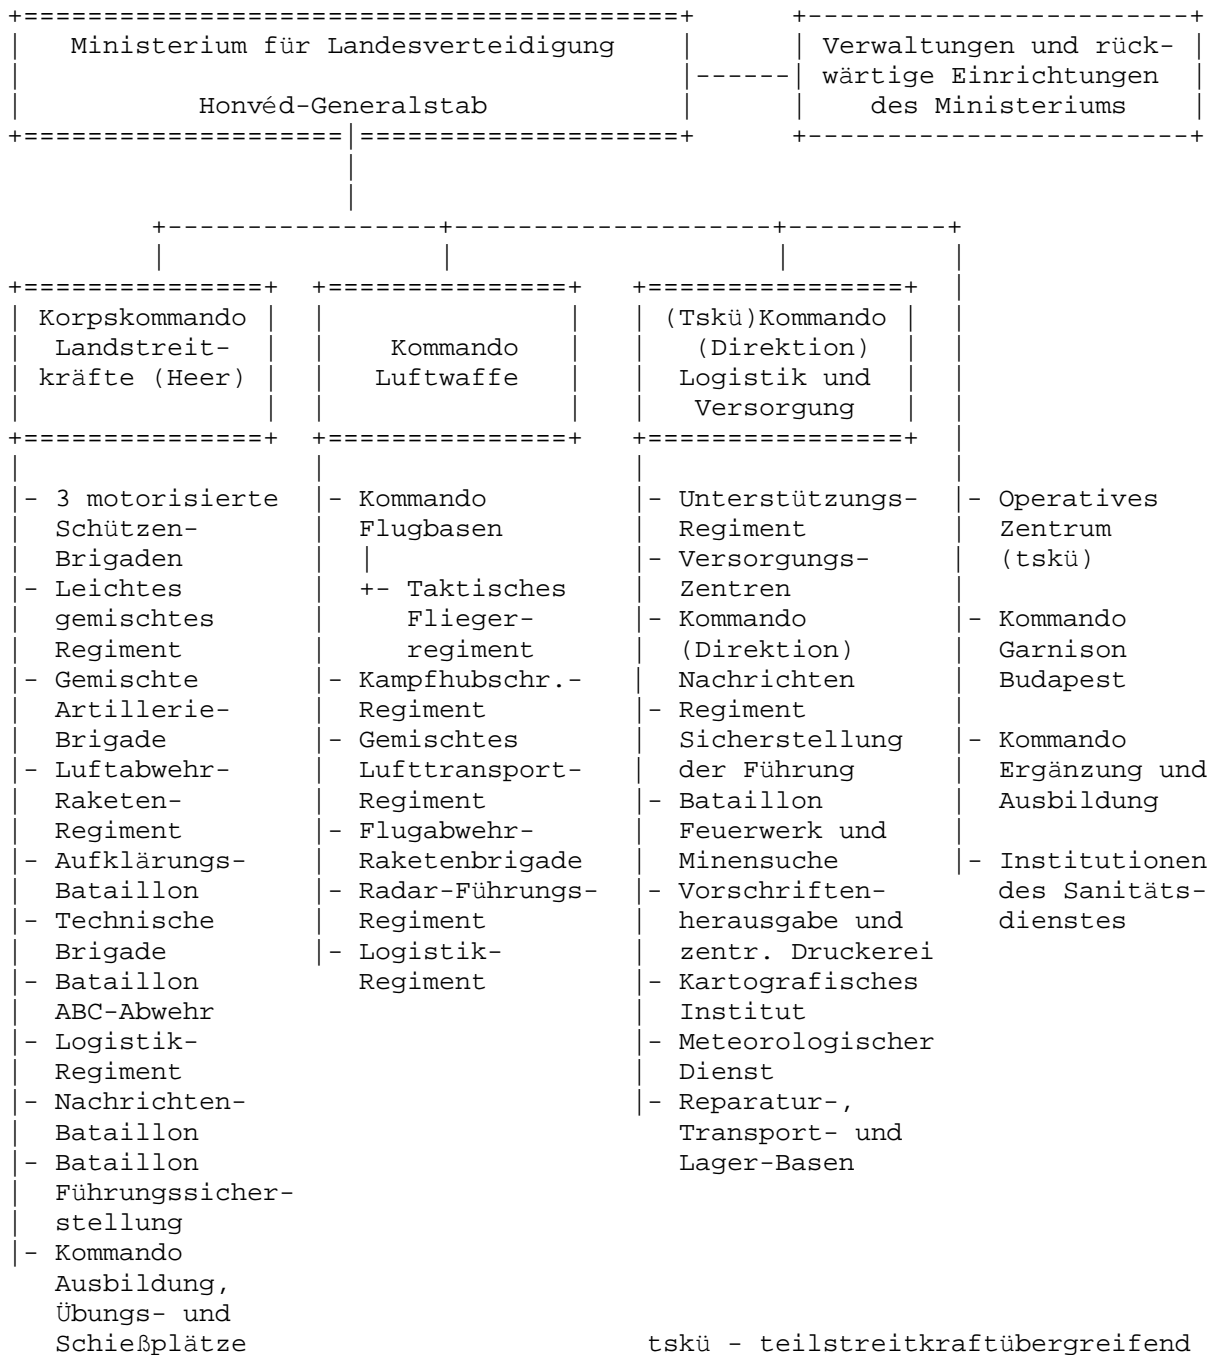 Ministerium für Landesverteidigung
Honvéd-Generalstab
Verwaltungen und rück-
wärtige Einrichtungen
des Ministeriums
Korpskommando
Landstreit-
kräfte (Heer)
Kommando
Luftwaffe
(Tskü)Kommando
(Direktion)
Logistik und
Versorgung
- 3 motorisierte
Schützen-
Brigaden
- Leichtes
gemischtes
Regiment
- Gemischte
Artillerie-
Brigade
- Luftabwehr-
Raketen-
Regiment
- Aufklärungs-
Bataillon
- Technische
Brigade
- Bataillon
ABC-Abwehr
- Logistik-
Regiment
- Nachrichten-
Bataillon
- Bataillon
Führungssicher-
stellung
- Kommando
Ausbildung,
Übungs- und
Schießplätze
- Kommando
Flugbasen
+- Taktisches
Flieger-
regiment
- Kampfhubschr.-
Regiment
- Gemischtes
Lufttransport-
Regiment
- Flugabwehr-
Raketenbrigade
- Radar-Führungs-
Regiment
- Logistik-
Regiment
- Unterstützungs-
Regiment
- Versorgungs-
Zentren
- Kommando
(Direktion)
Nachrichten
- Regiment
Sicherstellung
der Führung
- Bataillon
Feuerwerk und
Minensuche
- Vorschriften-
herausgabe und
zentr. Druckerei
- Kartografisches
Institut
- Meteorologischer
Dienst
- Reparatur-,
Transport- und
Lager-Basen
- Operatives
Zentrum
(tskü)
- Kommando
Garnison
Budapest
- Kommando
Ergänzung und
Ausbildung
- Institutionen
des Sanitäts-
dienstes
tskü - teilstreitkraftübergreifend